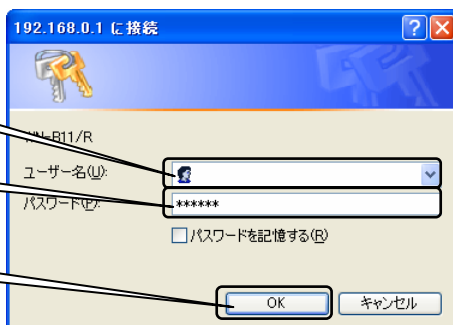 192.168.0.1 に接続
WN-B11/R
ユーザー名(U):
パスワード(P):
******
パスワードを記憶する(R)
OK
キャンセル